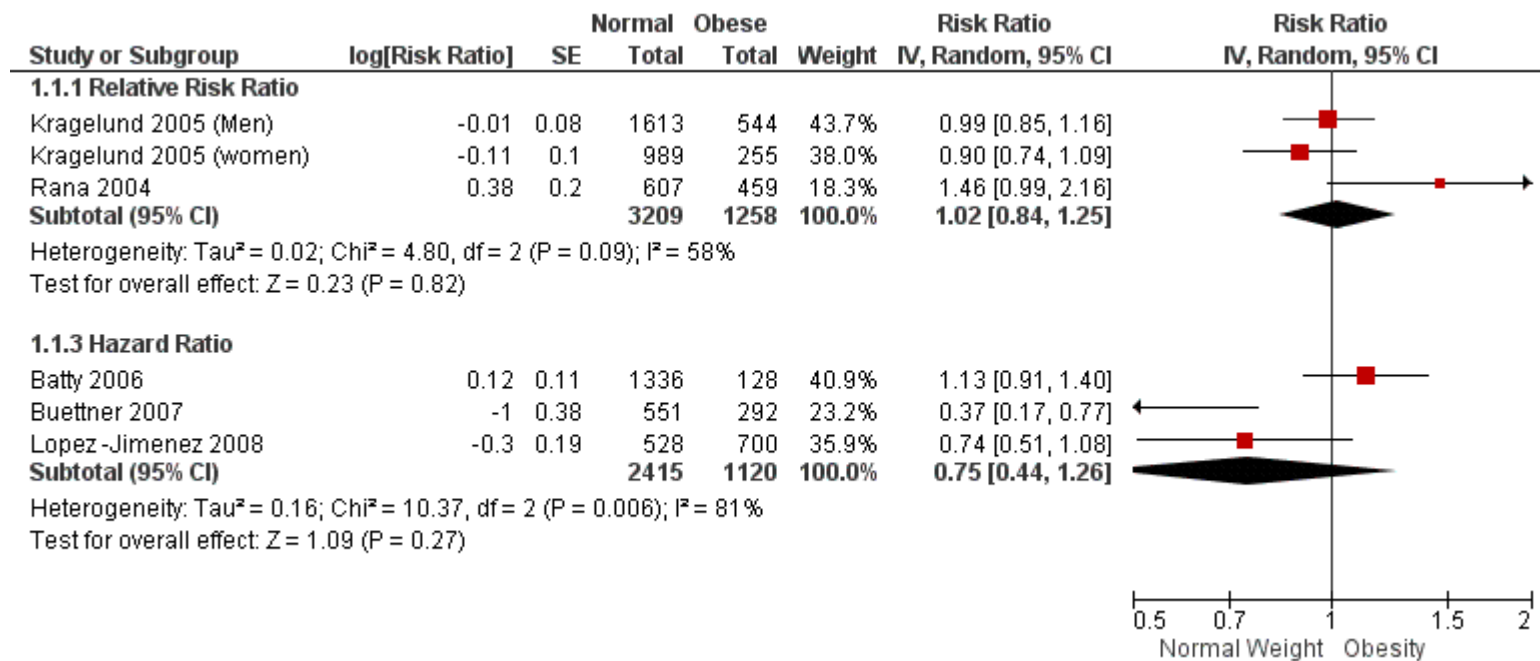 Normal Obese Risk Ratio Risk Ratio
Study or Subgroup log[Risk Ratio] SE Total Total Weight IV, Random, 95% CI IV, Random, 95% CI
1.1.1 Relative Risk Ratio
Kragelund 2005 (Men) -0.01 0.08 1613 544 43.7% 0.99 [0.85, 1.16]
Kragelund 2005 (women) -0.11 0.1 989 255 38.0% 0.90 [0.74, 1.09]
Rana 2004 0.38 0.2 607 459 18.3% 1.46 [0.99, 2.16]
Subtotal (95% CI) 3209 1258 100.0% 1.02 [0.84, 1.25]
Heterogeneity: Tau² = 0.02; Chi² = 4.80, df = 2 (P = 0.09); I² = 58%
Test for overall effect: Z = 0.23 (P = 0.82)
1.1.3 Hazard Ratio
Batty 2006 0.12 0.11 1336 128 40.9% 1.13 [0.91, 1.40]
Buettner 2007 -1 0.38 551 292 23.2% 0.37 [0.17, 0.77]
Lopez-Jimenez 2008 -0.3 0.19 528 700 35.9% 0.74 [0.51, 1.08]
Subtotal (95% CI) 2415 1120 100.0% 0.75 [0.44, 1.26]
Heterogeneity: Tau² = 0.16; Chi² = 10.37, df = 2 (P = 0.006); I² = 81%
Test for overall effect: Z = 1.09 (P = 0.27)
0.5 0.7 1 1.5 2
Normal Weight Obesity